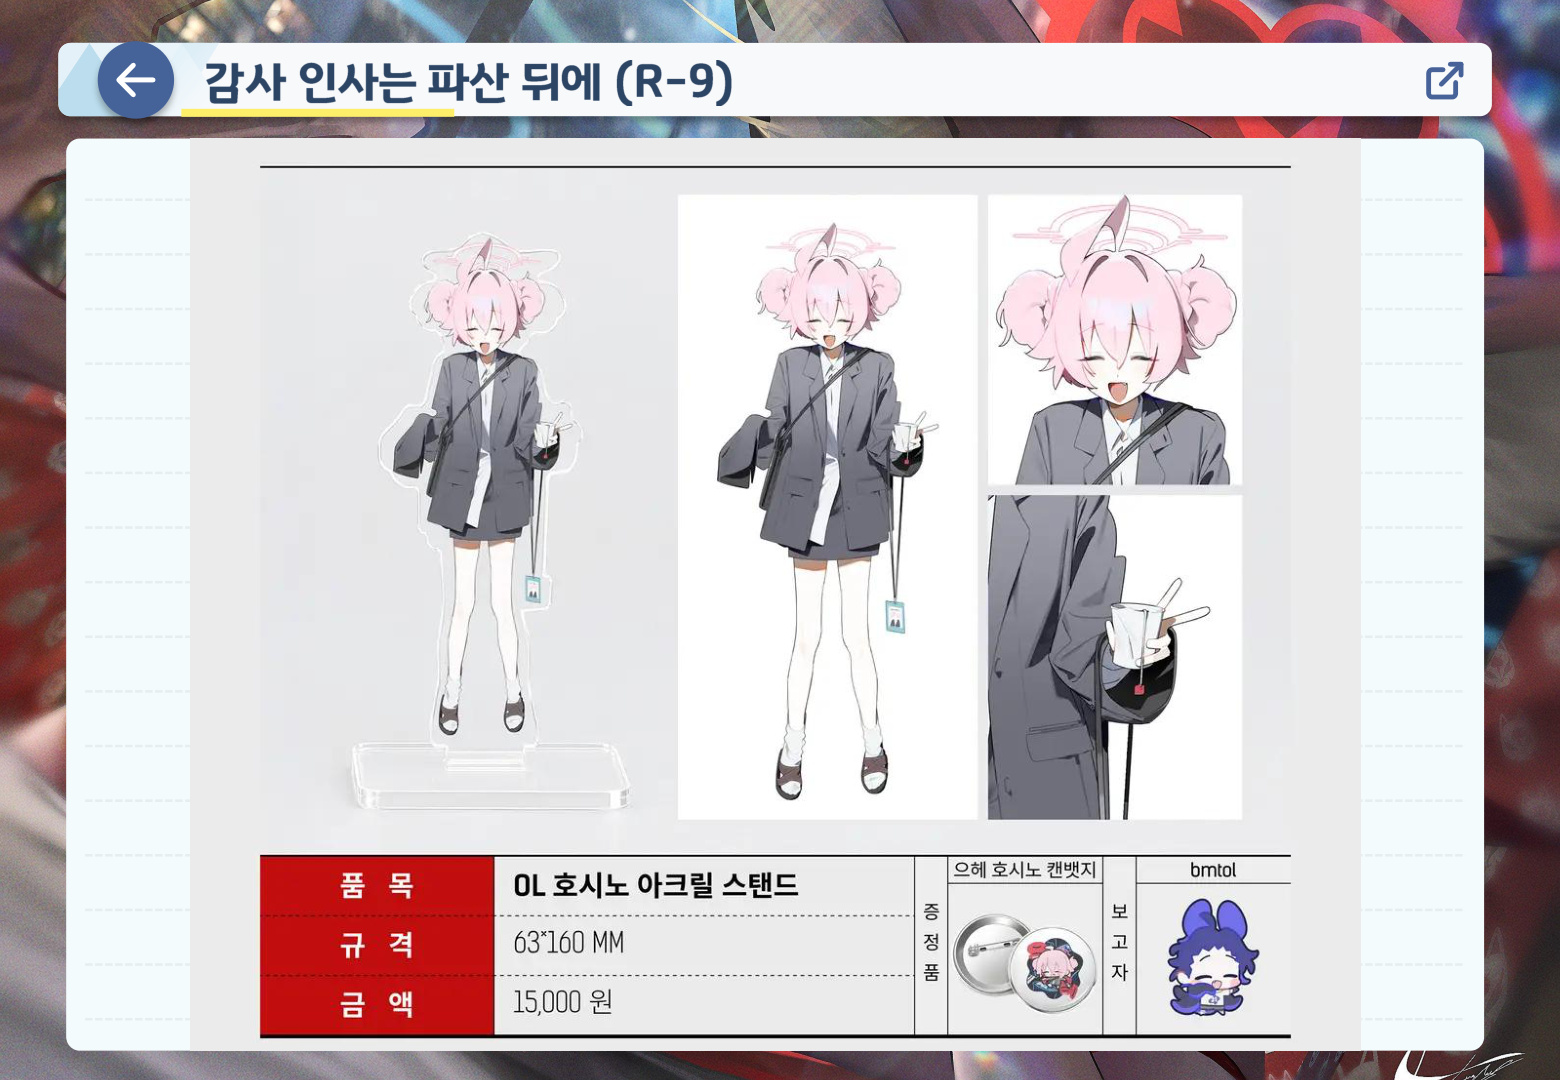 감사 인사는 파산 뒤에 (R-9)
품 목
OL 호시노 아크릴 스탠드
규 격
63*160 MM
금 액
15,000 원
증정품
으헤 호시노 캔뱃지
보고자
bmtol